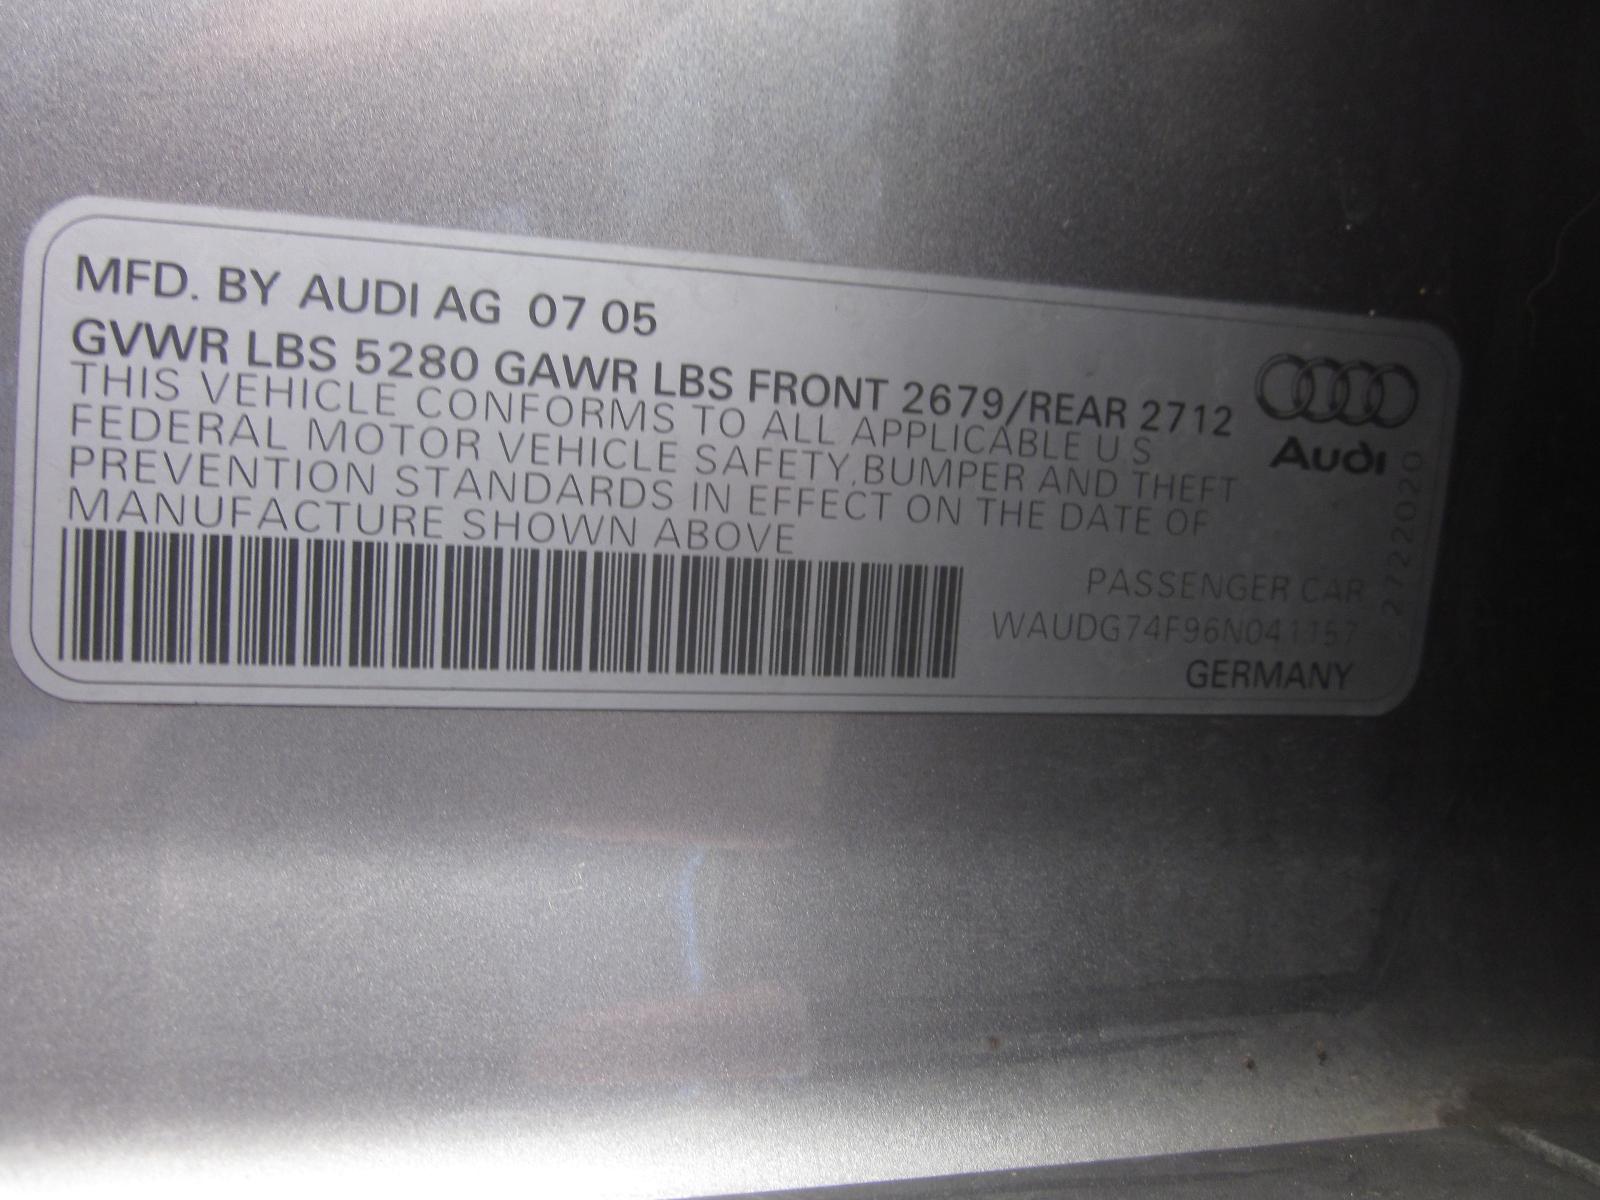 MFD. BY AUDI AG 07 05
GVWR LBS 5280 GAWR LBS FRONT 2679/REAR 2712
THIS VEHICLE CONFORMS TO ALL APPLICABLE U S
FEDERAL MOTOR VEHICLE SAFETY, BUMPER AND THEFT
PREVENTION STANDARDS IN EFFECT ON THE DATE OF
MANUFACTURE SHOWN ABOVE
Audi
PASSENGER CAR
WAUDG74F96N041157
GERMANY